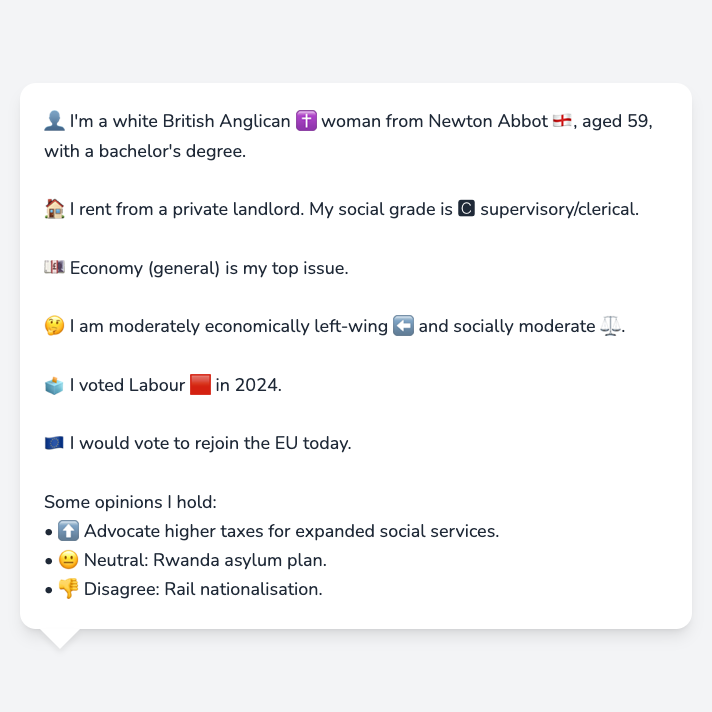 👤 I'm a white British Anglican ✝️ woman from Newton Abbot 🏴󠁧󠁢󠁥󠁮󠁧󠁿, aged 59,
with a bachelor's degree.
🏠 I rent from a private landlord. My social grade is 🅲 supervisory/clerical.
💷 Economy (general) is my top issue.
🤔 I am moderately economically left-wing ⬅️ and socially moderate ⚖️.
🗳️ I voted Labour 🟥 in 2024.
🇪🇺 I would vote to rejoin the EU today.
Some opinions I hold:
• ⬆️ Advocate higher taxes for expanded social services.
• 😐 Neutral: Rwanda asylum plan.
• 👎 Disagree: Rail nationalisation.